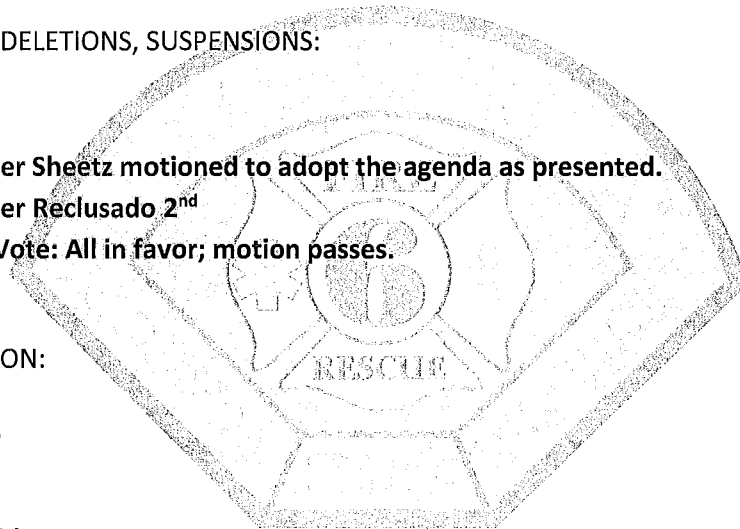 DELETIONS, SUSPENSIONS:
er Sheetz motioned to adopt the agenda as presented.
er Reclusado 2nd
Vote: All in favor; motion passes.
FIRE
6
ON:
RESCUE